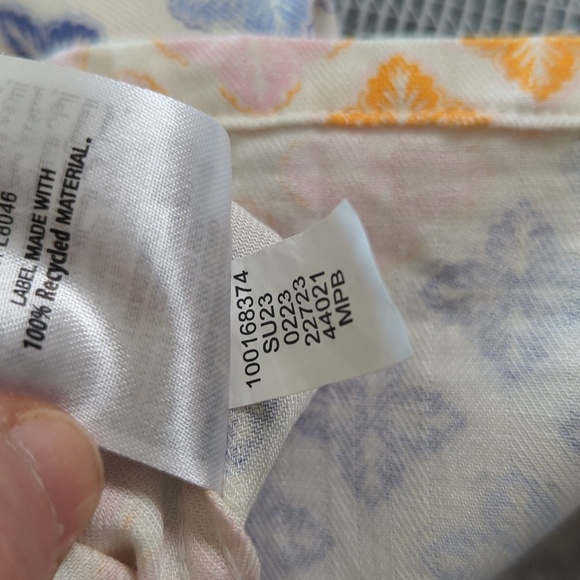 L8046
LABEL MADE WITH
100% Recycled MATERIAL.
100168374
SU23
0223
22723
44021
MPB